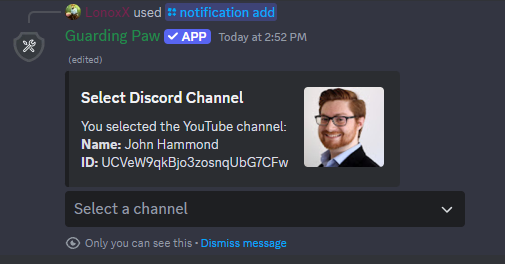 LonoxX used notification add
Guarding Paw ✓ APP Today at 2:52 PM
(edited)
Select Discord Channel
You selected the YouTube channel:
Name: John Hammond
ID: UCVeW9qkBjo3zosnqUbG7CFw
Select a channel
Only you can see this • Dismiss message